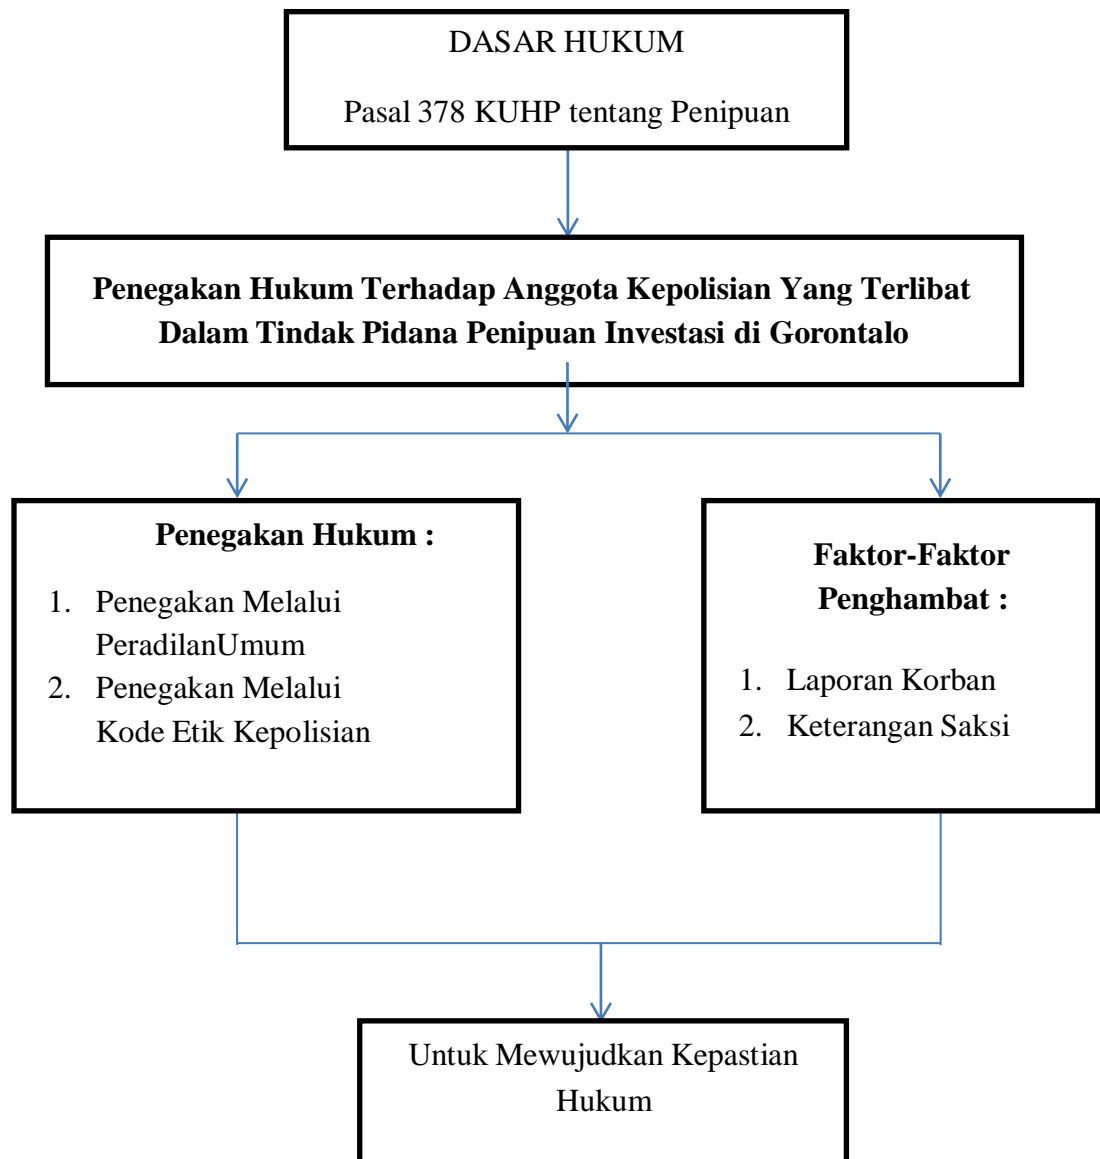 DASAR HUKUM
Pasal 378 KUHP tentang Penipuan
Penegakan Hukum Terhadap Anggota Kepolisian Yang Terlibat
Dalam Tindak Pidana Penipuan Investasi di Gorontalo
Penegakan Hukum :
1. Penegakan Melalui
PeradilanUmum
2. Penegakan Melalui
Kode Etik Kepolisian
Faktor-Faktor
Penghambat :
1. Laporan Korban
2. Keterangan Saksi
Untuk Mewujudkan Kepastian
Hukum